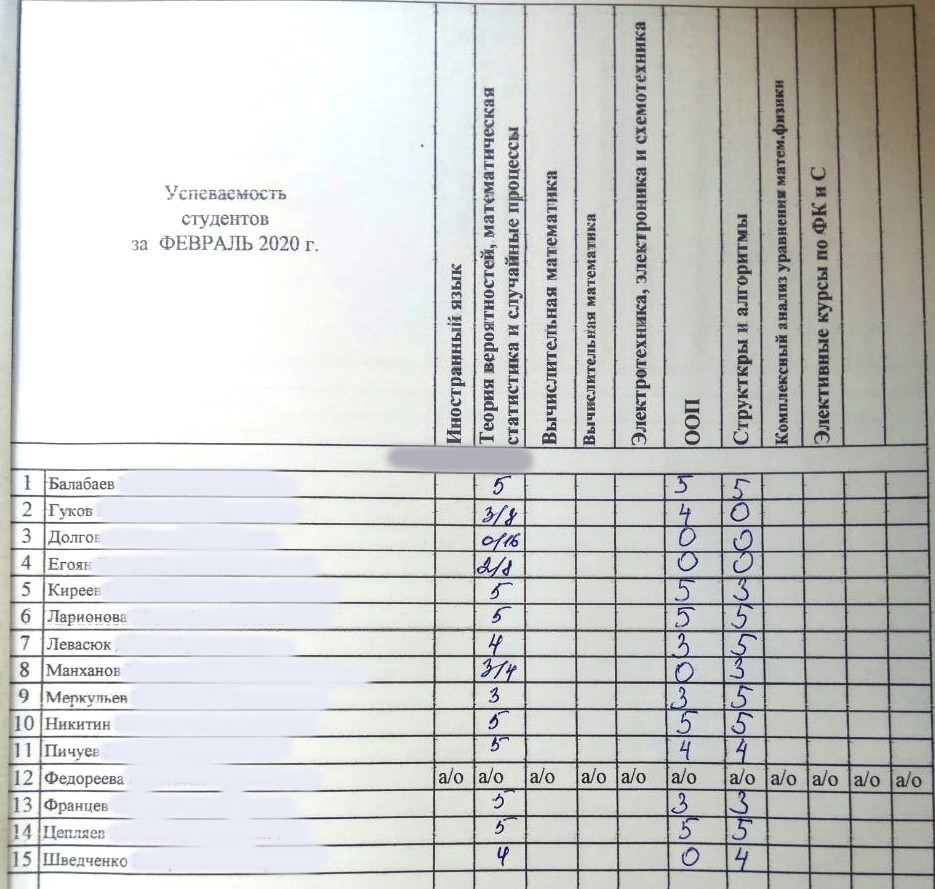 Успеваемость
студентов
за ФЕВРАЛЬ 2020 г.
Иностранный язык
Теория вероятностей, математическая
статистика и случайные процессы
Вычислительная математика
Вычислительная математика
Электротехника, электроника и схемотехника
ООП
Структкры и алгоритмы
Комплексный анализ уравнения матем.физики
Элективные курсы по ФК и С
1 Балабаев 5 5 5
2 Гуков 3/8 4 0
3 Долгов 0/16 0 0
4 Егоян 2/8 0 0
5 Киреев 5 5 3
6 Ларионова 5 5 5
7 Левасюк 4 3 5
8 Манханов 3/4 0 3
9 Меркульев 3 3 5
10 Никитин 5 5 5
11 Пичуев 5 4 4
12 Федореева а/о а/о а/о а/о а/о а/о а/о а/о а/о а/о а/о
13 Францев 5 3 3
14 Цепляев 5 5 5
15 Шведченко 4 0 4